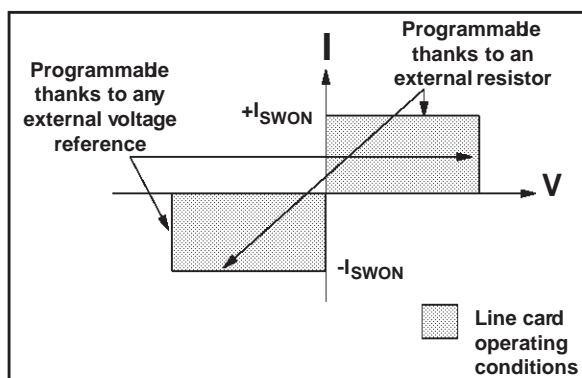 Programmable
thanks to any
external voltage
reference
I
Programmable
thanks to an
external resistor
+ISWON
V
-ISWON
Line card
operating
conditions